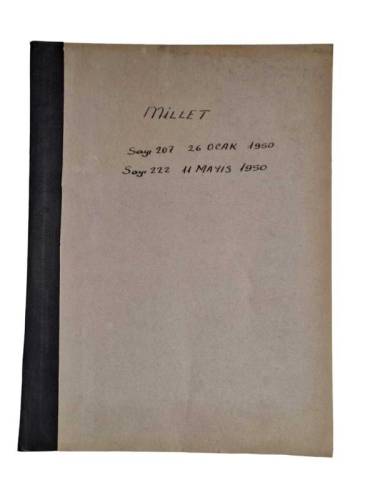 MİLLET
Sayı 207 26 OCAK 1950
Sayı 222 11 MAYIS 1950